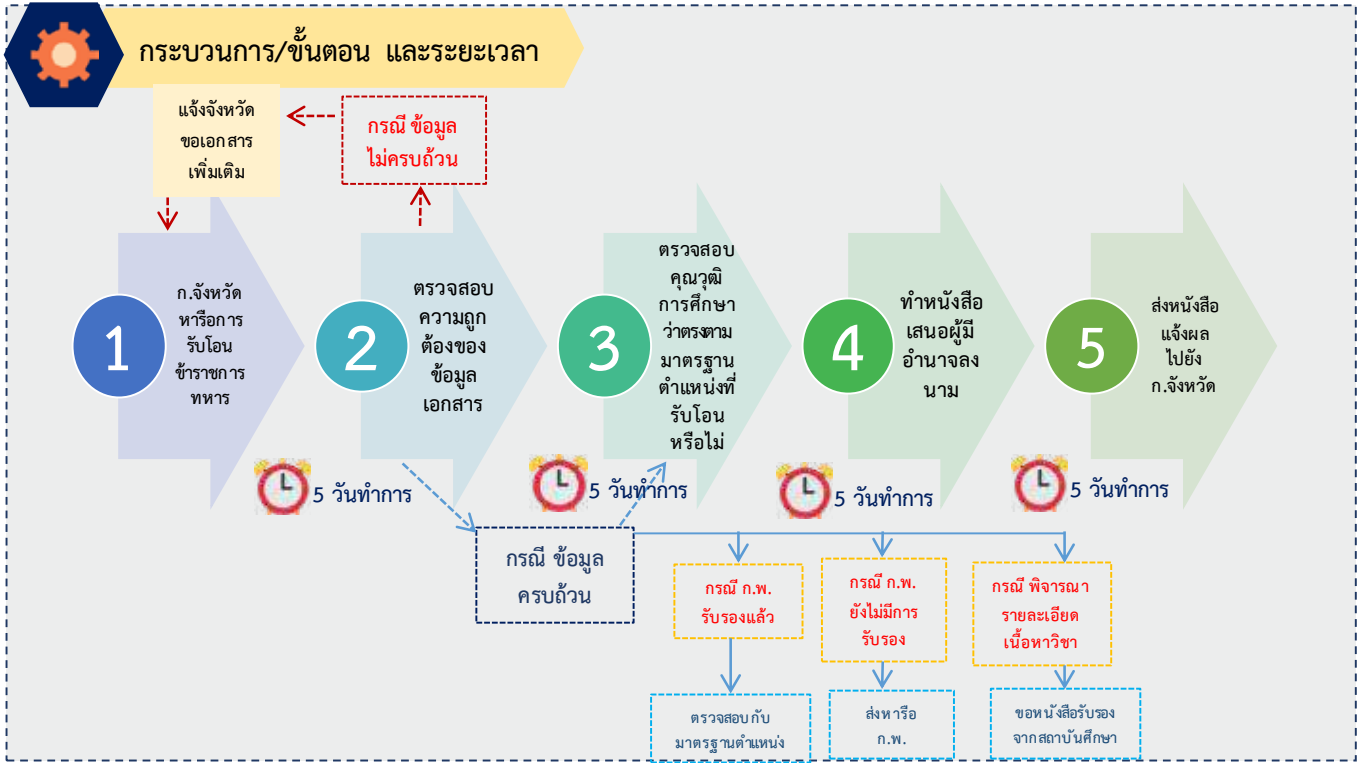 กระบวนการ/ขั้นตอน และระยะเวลา
แจ้งจังหวัด
ขอเอกสาร
เพิ่มเติม
กรณี ข้อมูล
ไม่ครบถ้วน
1
ก.จังหวัด
หารือการ
รับโอน
ข้าราชการ
ทหาร
2
ตรวจสอบ
ความถูก
ต้องของ
ข้อมูล
เอกสาร
3
ตรวจสอบ
คุณวุฒิ
การศึกษา
ว่าตรงตาม
มาตรฐาน
ตำแหน่งที่
รับโอน
หรือไม่
4
ทำหนังสือ
เสนอผู้มี
อำนาจลง
นาม
5
ส่งหนังสือ
แจ้งผล
ไปยัง
ก.จังหวัด
5 วันทำการ
5 วันทำการ
5 วันทำการ
5 วันทำการ
กรณี ข้อมูล
ครบถ้วน
กรณี ก.พ.
รับรองแล้ว
กรณี ก.พ.
ยังไม่มีการ
รับรอง
กรณี พิจารณา
รายละเอียด
เนื้อหาวิชา
ตรวจสอบกับ
มาตรฐานตำแหน่ง
ส่งหารือ
ก.พ.
ขอหนังสือรับรอง
จากสถาบันศึกษา